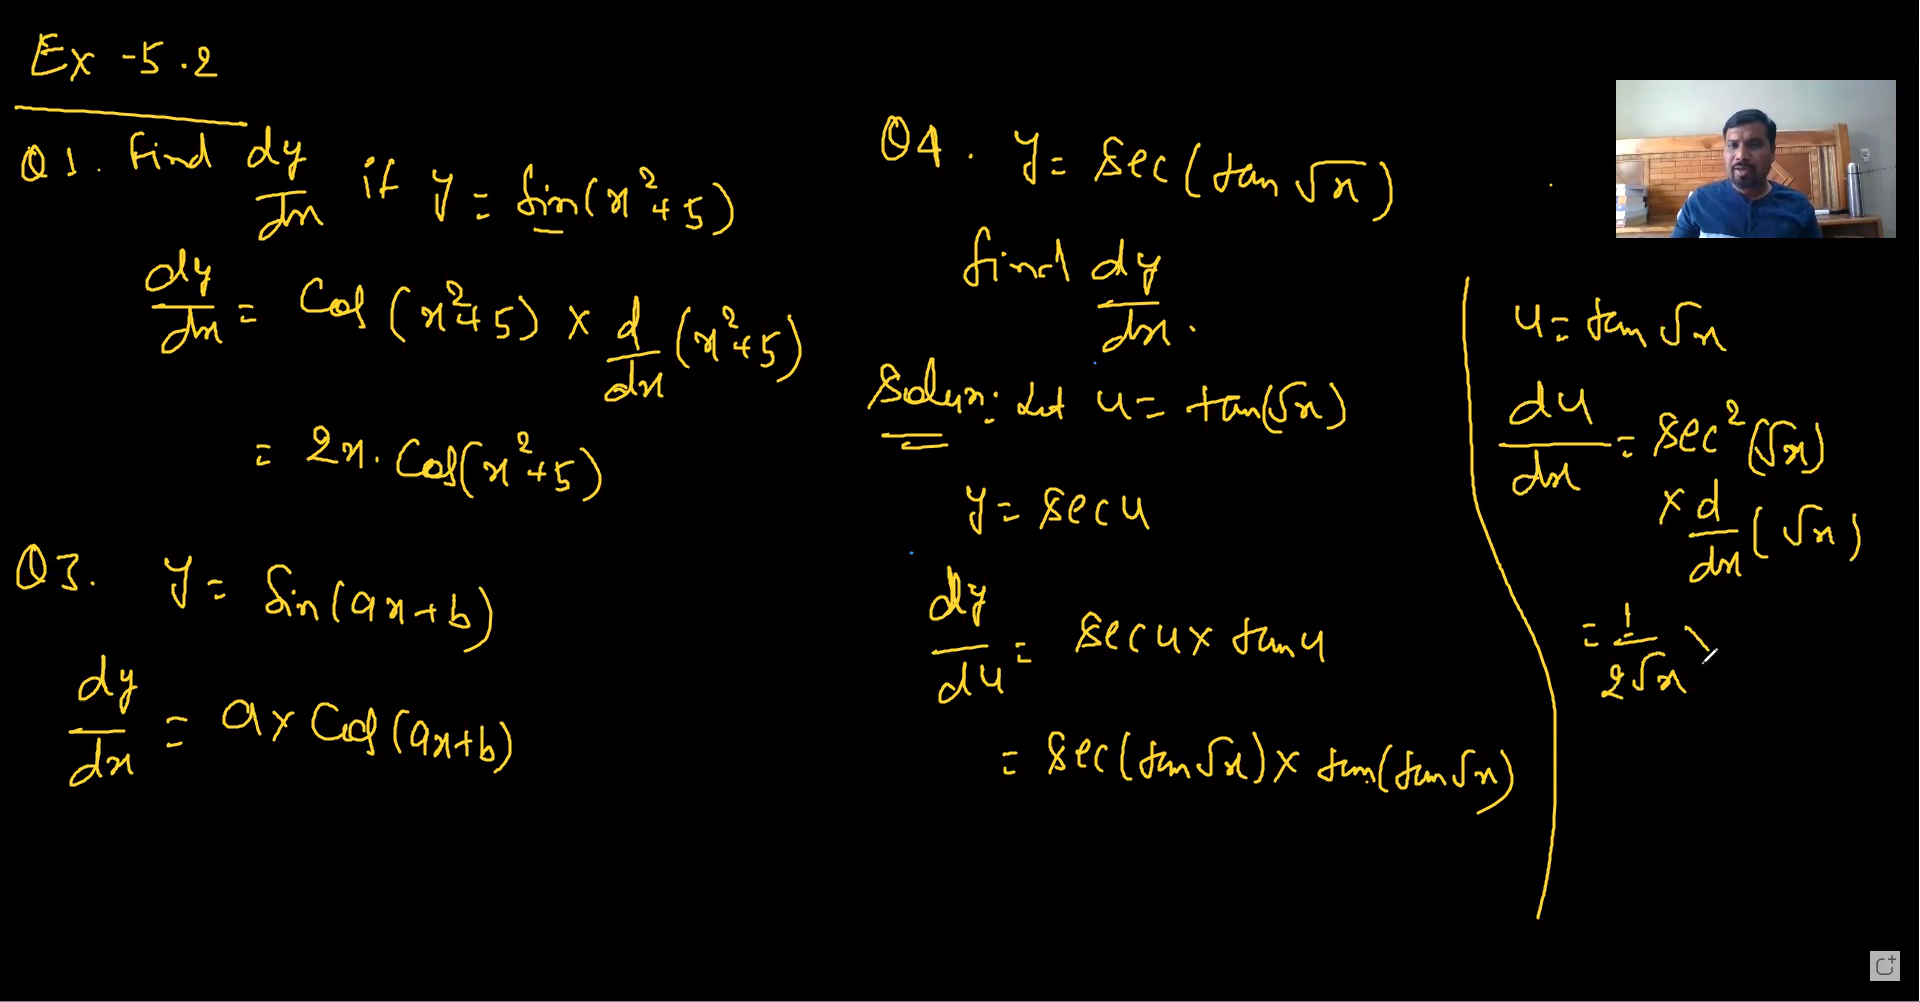 Ex -5.2
Q1. Find dy/dx if y = Sin(x²+5)
dy/dx = Cos(x²+5) × d/dx (x²+5)
= 2x. Cos(x²+5)
Q3. y = Sin(ax+b)
dy/dx = a× Cos(ax+b)
Q4. y = sec(tan √x)
find dy/dx.
Soln: Let u = tan(√x)
y = sec u
dy/du = sec u × tan u
= sec(tan √x) × tan(tan √x)
u = tan √x
du/dx = sec²(√x)
× d/dx (√x)
= 1/2√x